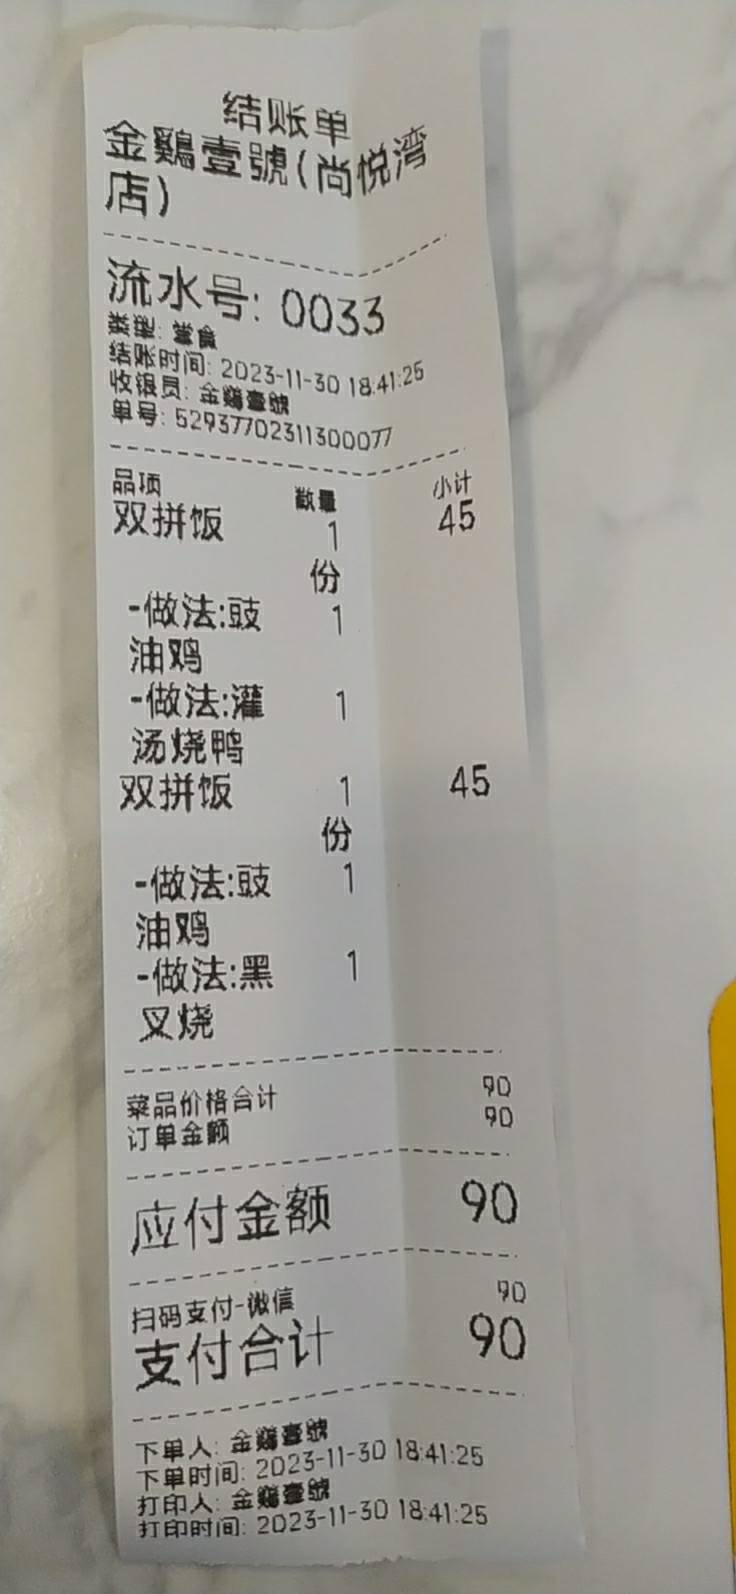 结账单
金鷄壹號(尚悦湾
店)
流水号: 0033
类型: 堂食
结账时间: 2023-11-30 18:41:25
收银员: 金鷄壹號
单号: 52937702311300077
品项 数量 小计
双拼饭 1 45
份
-做法:豉 1
油鸡
-做法:灌 1
汤烧鸭
双拼饭 1 45
份
-做法:豉 1
油鸡
-做法:黑 1
叉烧
菜品价格合计 90
订单金额 90
应付金额 90
扫码支付-微信 90
支付合计 90
下单人: 金鷄壹號
下单时间: 2023-11-30 18:41:25
打印人: 金鷄壹號
打印时间: 2023-11-30 18:41:25